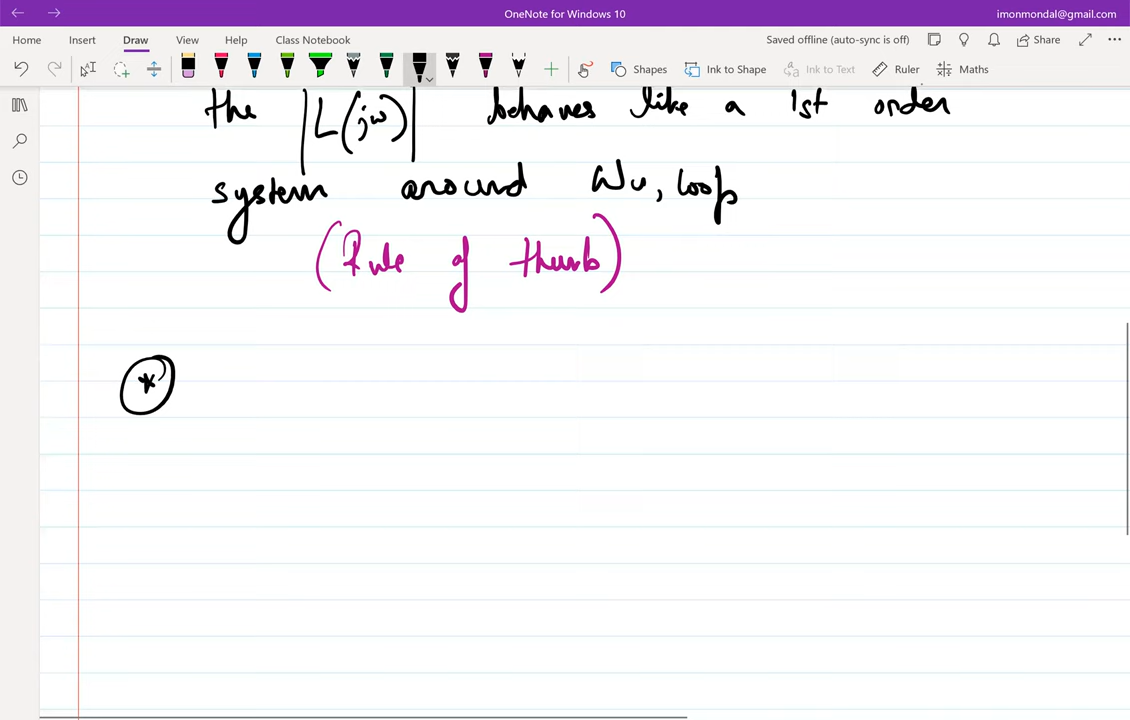 OneNote for Windows 10
imonmondal@gmail.com
Home Insert Draw View Help Class Notebook
Saved offline (auto-sync is off) Share
Shapes Ink to Shape Ink to Text Ruler Maths
the |L(jω)| behaves like a 1st order
system around ωu, loop
(Rule of thumb)
*